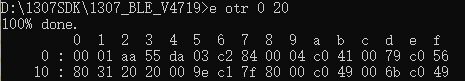 D:\1307SDK\1307_BLE_V4719>e otr 0 20
100% done.
0 1 2 3 4 5 6 7 8 9 a b c d e f
0 : 00 01 aa 55 da 03 c2 84 00 04 c0 41 00 79 c0 56
10 : 80 31 20 20 00 9e c1 7f 80 00 c0 49 00 6b c0 49